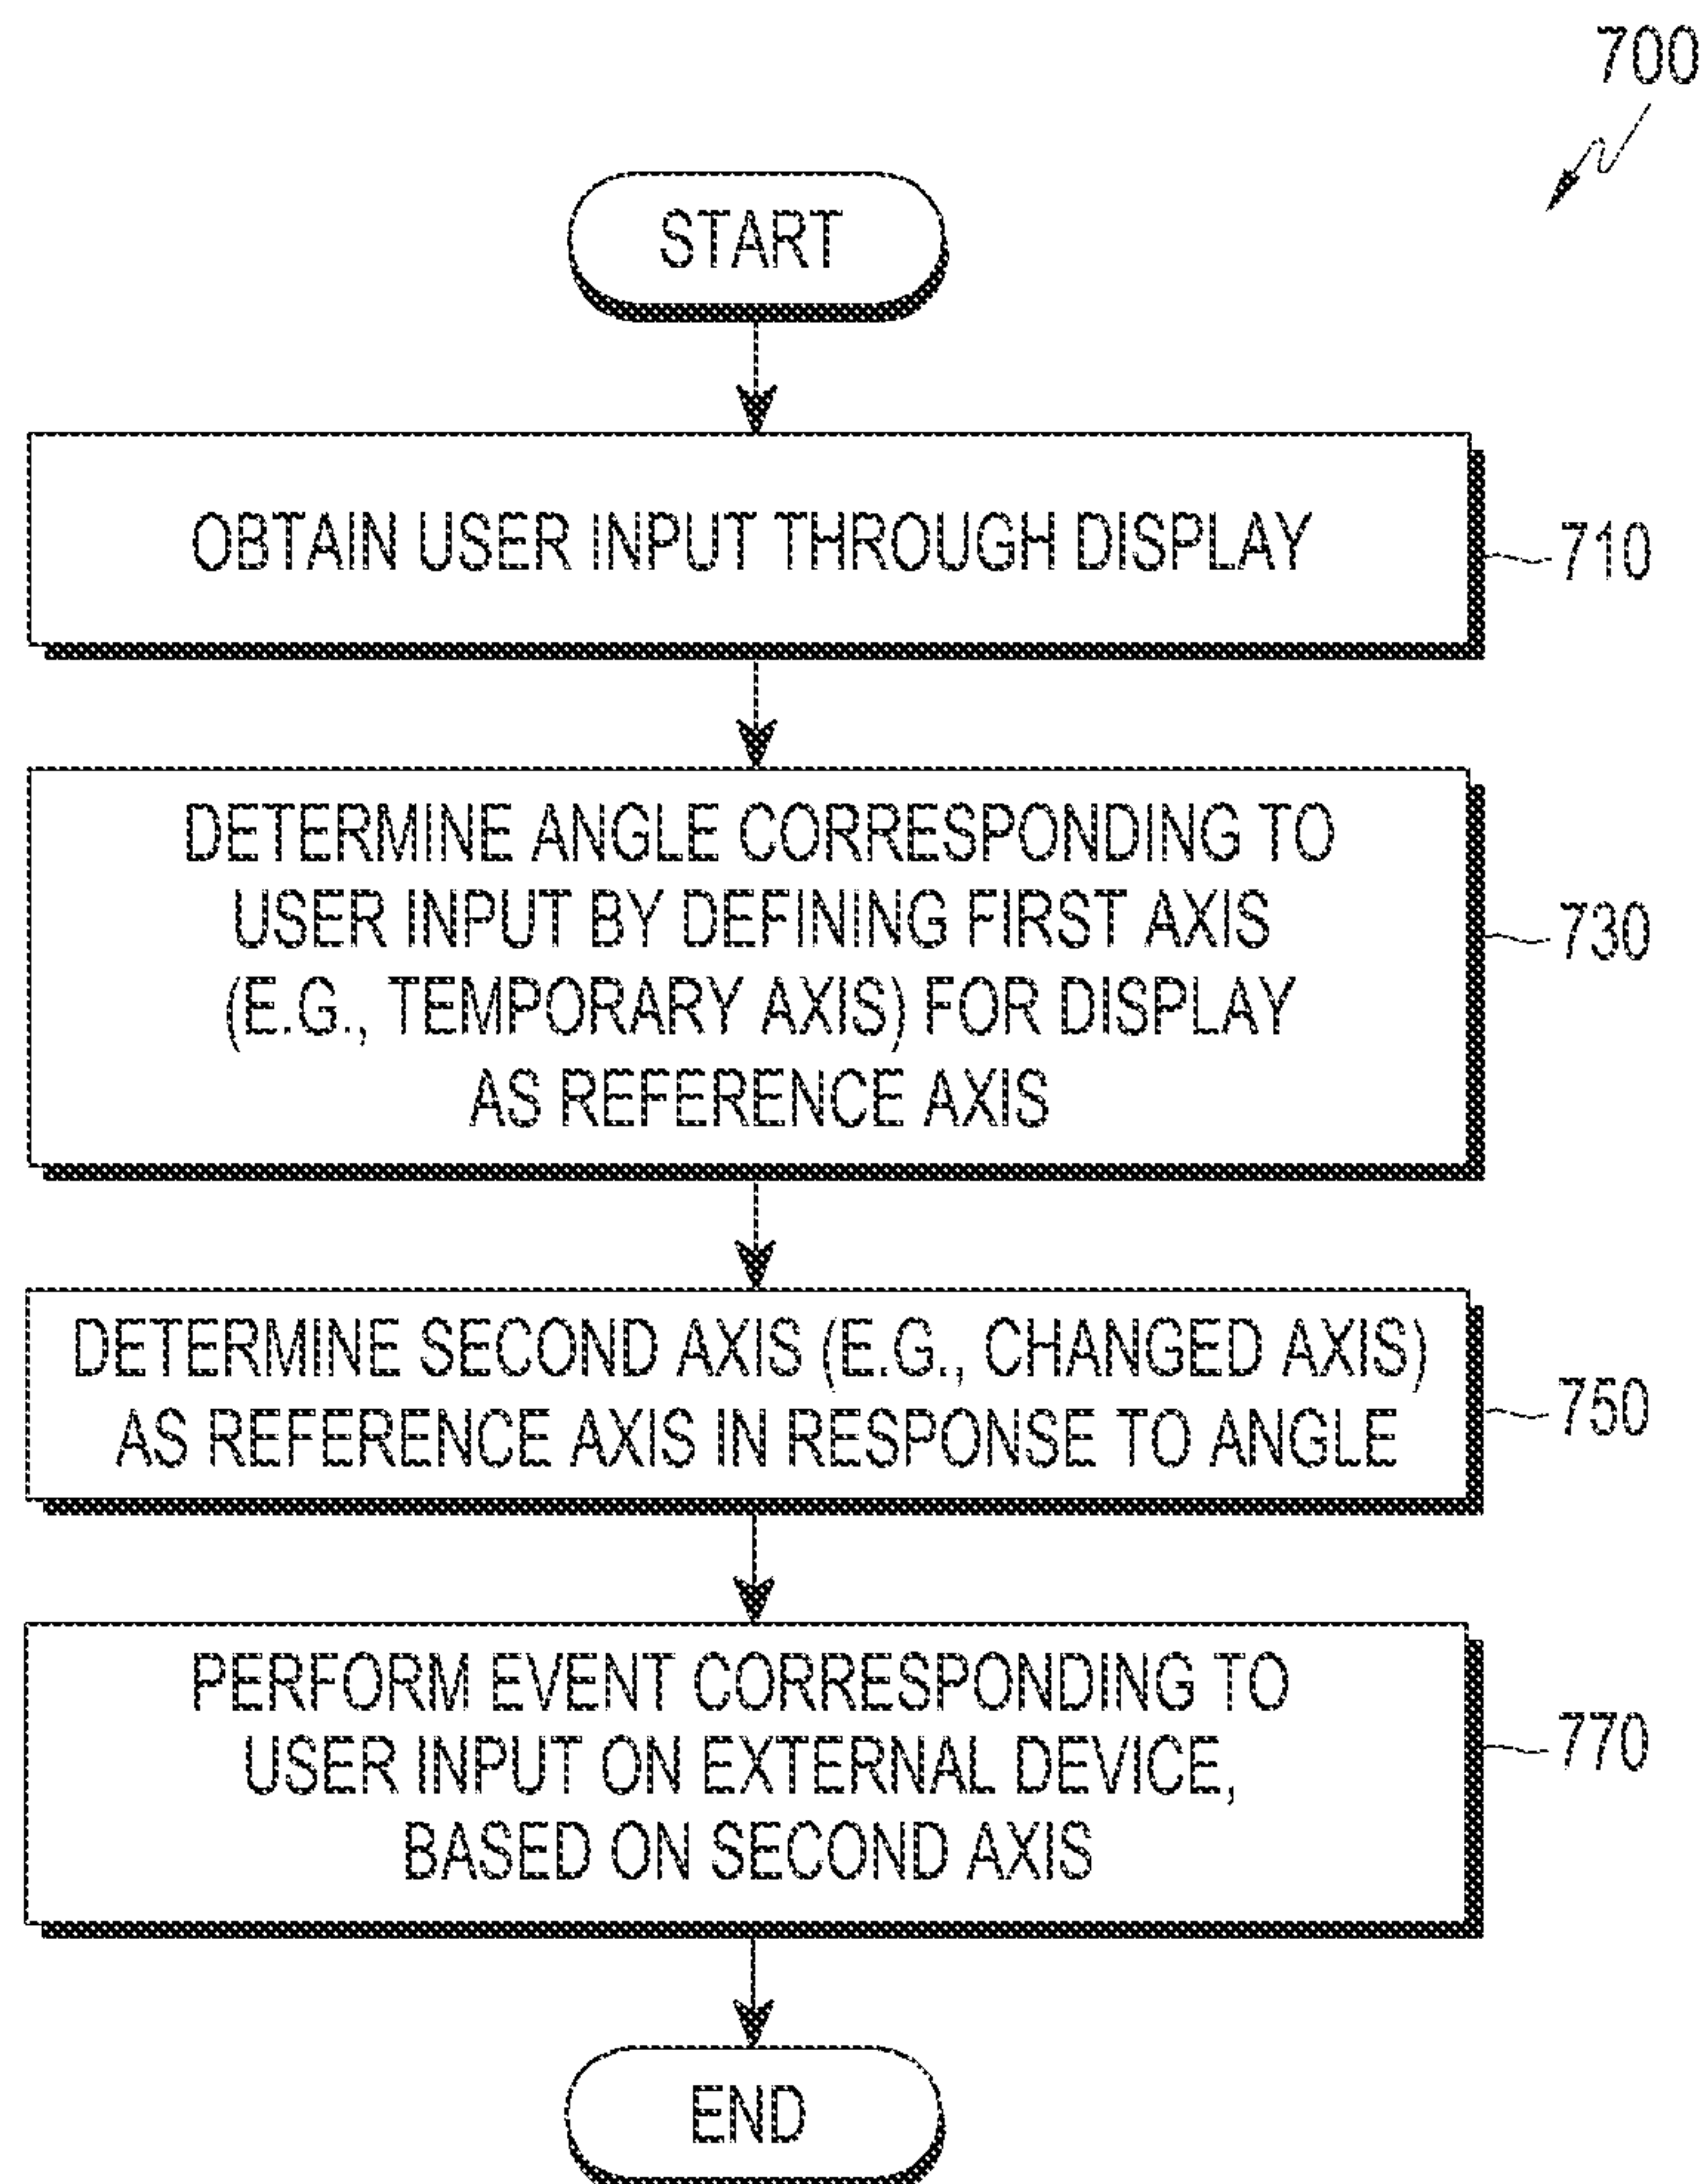 700
START
OBTAIN USER INPUT THROUGH DISPLAY
710
DETERMINE ANGLE CORRESPONDING TO
USER INPUT BY DEFINING FIRST AXIS
(E.G., TEMPORARY AXIS) FOR DISPLAY
AS REFERENCE AXIS
730
DETERMINE SECOND AXIS (E.G., CHANGED AXIS)
AS REFERENCE AXIS IN RESPONSE TO ANGLE
750
PERFORM EVENT CORRESPONDING TO
USER INPUT ON EXTERNAL DEVICE,
BASED ON SECOND AXIS
770
END